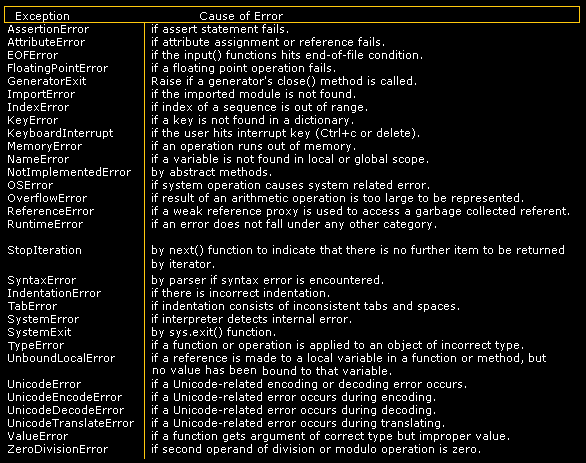 Exception Cause of Error
AssertionError if assert statement fails.
AttributeError if attribute assignment or reference fails.
EOFError if the input() functions hits end-of-file condition.
FloatingPointError if a floating point operation fails.
GeneratorExit Raise if a generator's close() method is called.
ImportError if the imported module is not found.
IndexError if index of a sequence is out of range.
KeyError if a key is not found in a dictionary.
KeyboardInterrupt if the user hits interrupt key (Ctrl+c or delete).
MemoryError if an operation runs out of memory.
NameError if a variable is not found in local or global scope.
NotImplementedError by abstract methods.
OSError if system operation causes system related error.
OverflowError if result of an arithmetic operation is too large to be represented.
ReferenceError if a weak reference proxy is used to access a garbage collected referent.
RuntimeError if an error does not fall under any other category.
StopIteration by next() function to indicate that there is no further item to be returned
by iterator.
SyntaxError by parser if syntax error is encountered.
IndentationError if there is incorrect indentation.
TabError if indentation consists of inconsistent tabs and spaces.
SystemError if interpreter detects internal error.
SystemExit by sys.exit() function.
TypeError if a function or operation is applied to an object of incorrect type.
UnboundLocalError if a reference is made to a local variable in a function or method, but
no value has been bound to that variable.
UnicodeError if a Unicode-related encoding or decoding error occurs.
UnicodeEncodeError if a Unicode-related error occurs during encoding.
UnicodeDecodeError if a Unicode-related error occurs during decoding.
UnicodeTranslateError if a Unicode-related error occurs during translating.
ValueError if a function gets argument of correct type but improper value.
ZeroDivisionError if second operand of division or modulo operation is zero.